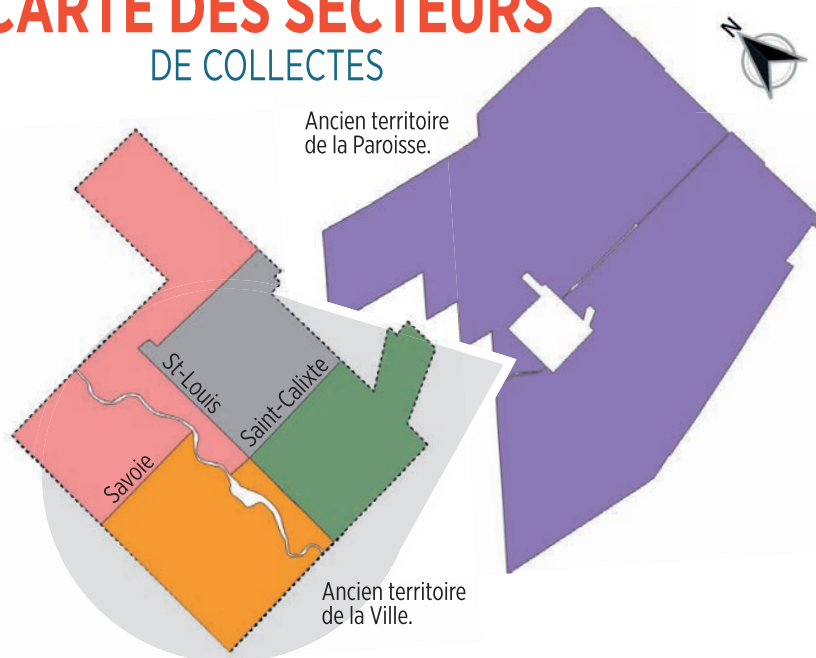 CARTE DES SECTEURS
DE COLLECTES
N
Ancien territoire
de la Paroisse.
St-Louis
Saint-Calixte
Savoie
Ancien territoire
de la Ville.